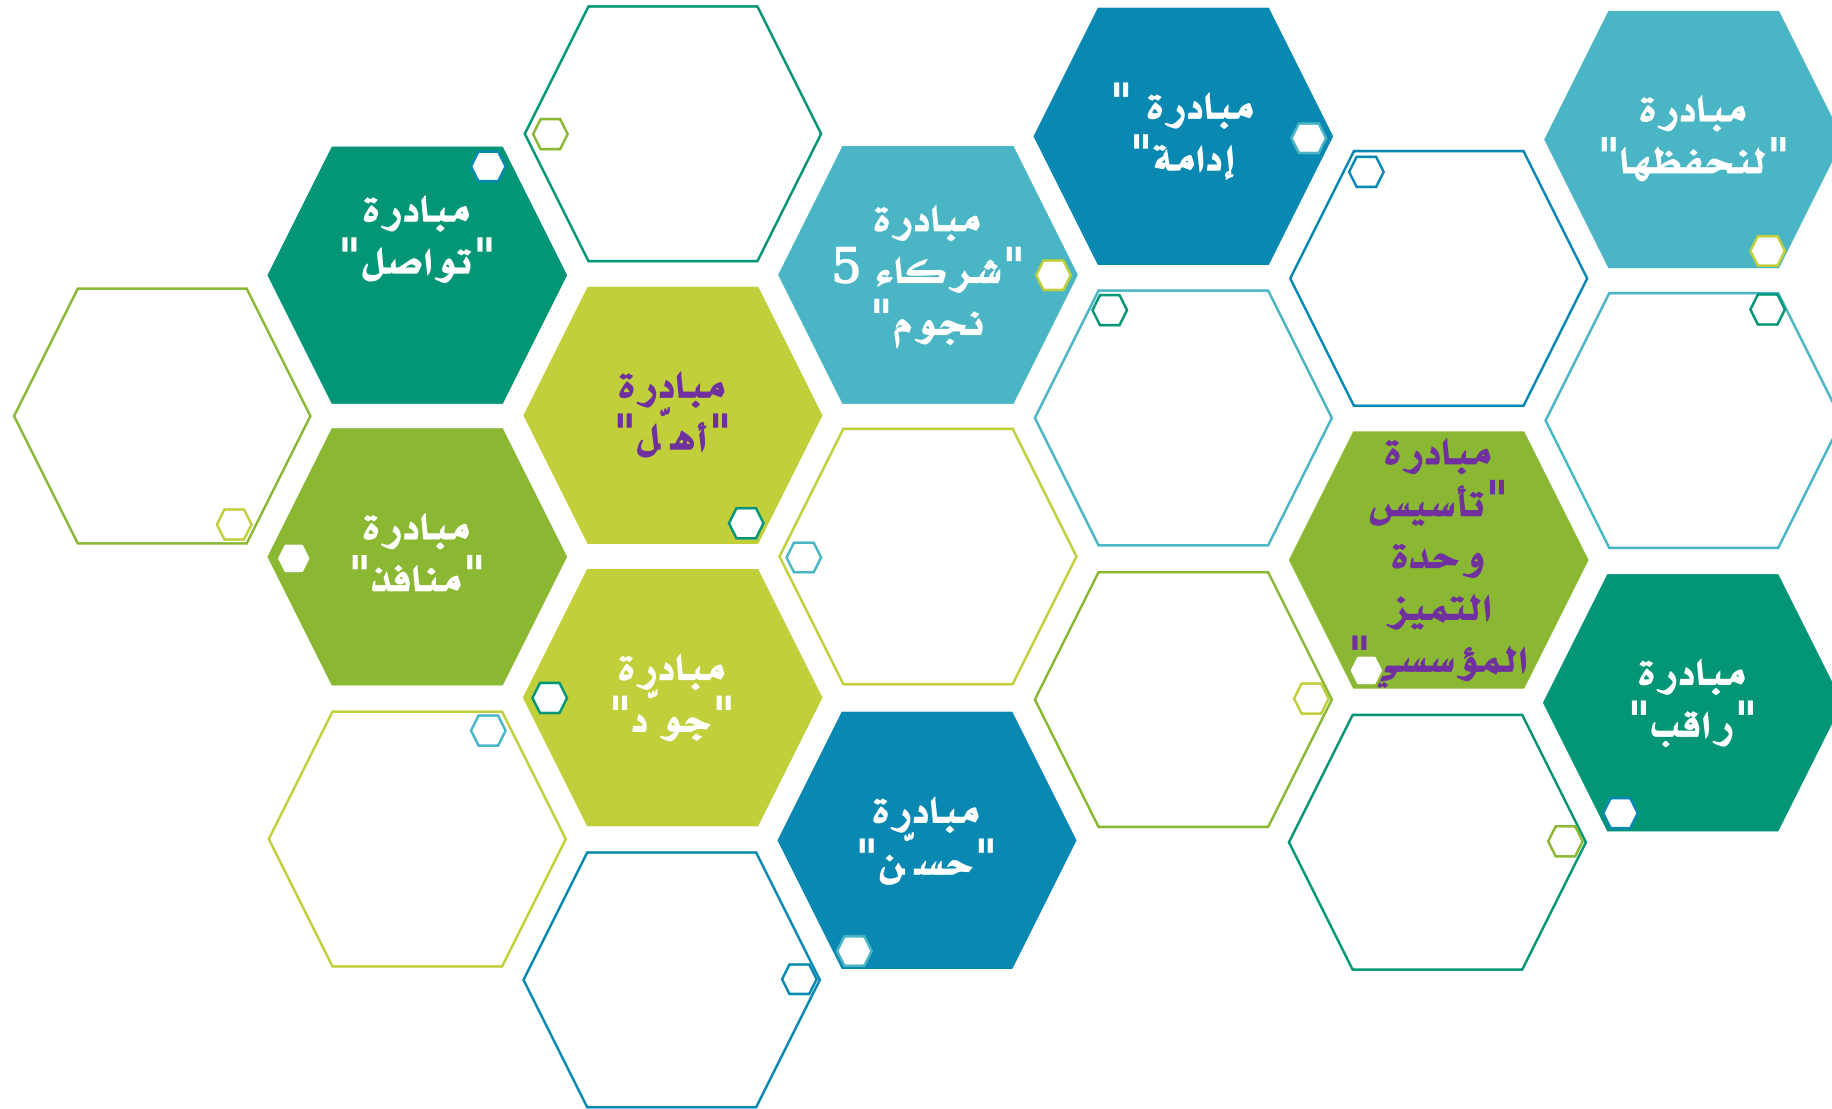 مبادرة
"لنحفظها"
مبادرة "
إدامة"
مبادرة
"شركاء 5
نجوم"
مبادرة
"تواصل"
مبادرة
"أهّل"
مبادرة
"تأسيس
وحدة
التميز
المؤسسي"
مبادرة
"منافذ"
مبادرة
"جوّد"
مبادرة
"راقب"
مبادرة
"حسّن"